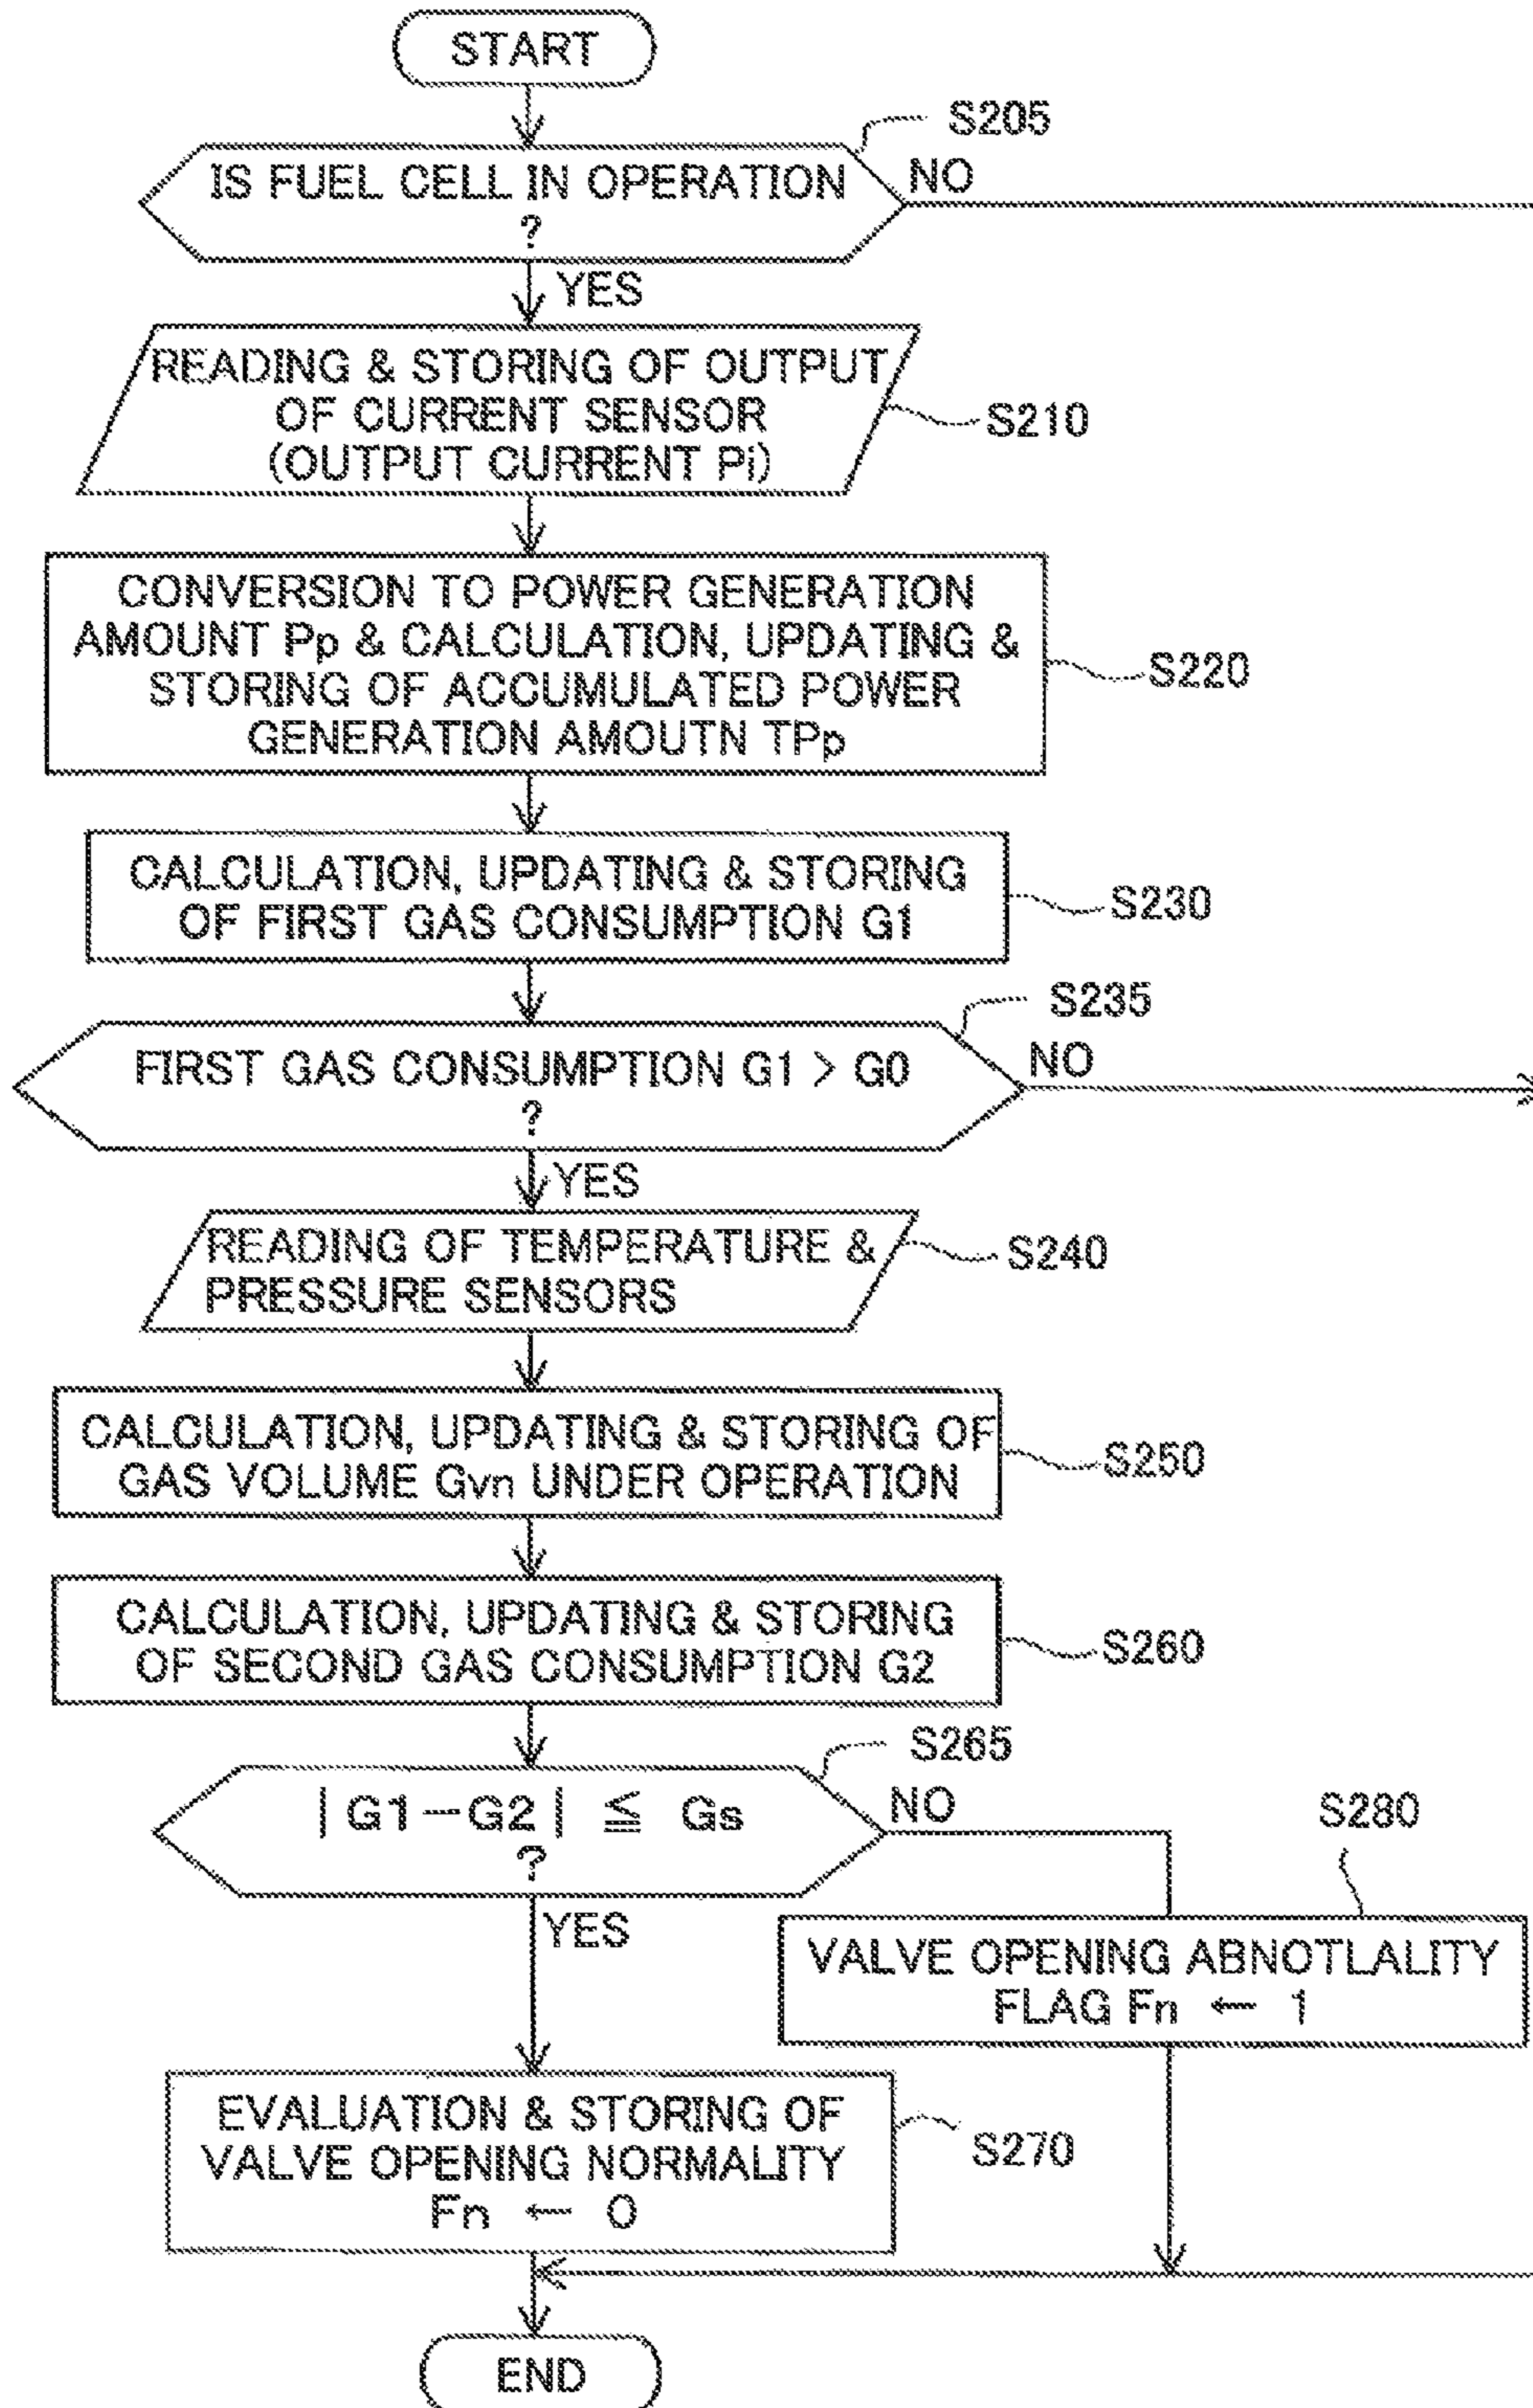 START
S205
IS FUEL CELL IN OPERATION
?
NO
YES
READING & STORING OF OUTPUT
OF CURRENT SENSOR
(OUTPUT CURRENT Pi)
S210
CONVERSION TO POWER GENERATION
AMOUNT Pp & CALCULATION, UPDATING &
STORING OF ACCUMULATED POWER
GENERATION AMOUTN TPp
S220
CALCULATION, UPDATING & STORING
OF FIRST GAS CONSUMPTION G1
S230
S235
FIRST GAS CONSUMPTION G1 > G0
?
NO
YES
READING OF TEMPERATURE &
PRESSURE SENSORS
S240
CALCULATION, UPDATING & STORING OF
GAS VOLUME Gvn UNDER OPERATION
S250
CALCULATION, UPDATING & STORING
OF SECOND GAS CONSUMPTION G2
S260
S265
|G1−G2| ≦ Gs
?
NO
YES
S280
VALVE OPENING ABNOTLALITY
FLAG Fn ← 1
EVALUATION & STORING OF
VALVE OPENING NORMALITY
Fn ← 0
S270
END